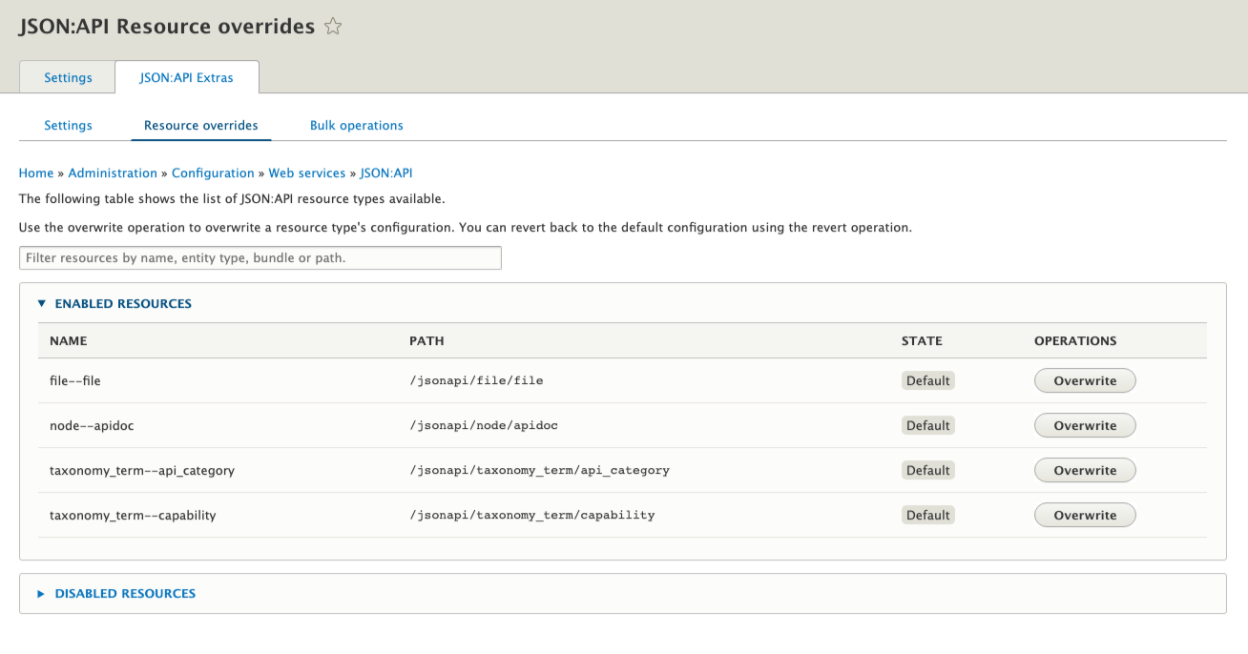 JSON:API Resource overrides
Settings JSON:API Extras
Settings Resource overrides Bulk operations
Home » Administration » Configuration » Web services » JSON:API
The following table shows the list of JSON:API resource types available.
Use the overwrite operation to overwrite a resource type's configuration. You can revert back to the default configuration using the revert operation.
Filter resources by name, entity type, bundle or path.
ENABLED RESOURCES
NAME PATH STATE OPERATIONS
file--file /jsonapi/file/file Default Overwrite
node--apidoc /jsonapi/node/apidoc Default Overwrite
taxonomy_term--api_category /jsonapi/taxonomy_term/api_category Default Overwrite
taxonomy_term--capability /jsonapi/taxonomy_term/capability Default Overwrite
DISABLED RESOURCES